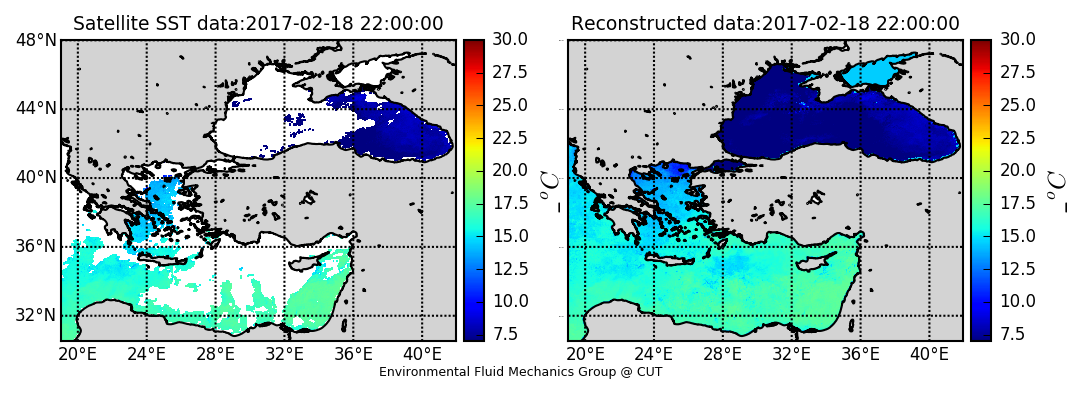 Satellite SST data:2017-02-18 22:00:00
48°N
44°N
40°N
36°N
32°N
20°E 24°E 28°E 32°E 36°E 40°E
30.0
27.5
25.0
22.5
20.0
17.5
15.0
12.5
10.0
7.5
°C
Reconstructed data:2017-02-18 22:00:00
20°E 24°E 28°E 32°E 36°E 40°E
30.0
27.5
25.0
22.5
20.0
17.5
15.0
12.5
10.0
7.5
°C
Environmental Fluid Mechanics Group @ CUT